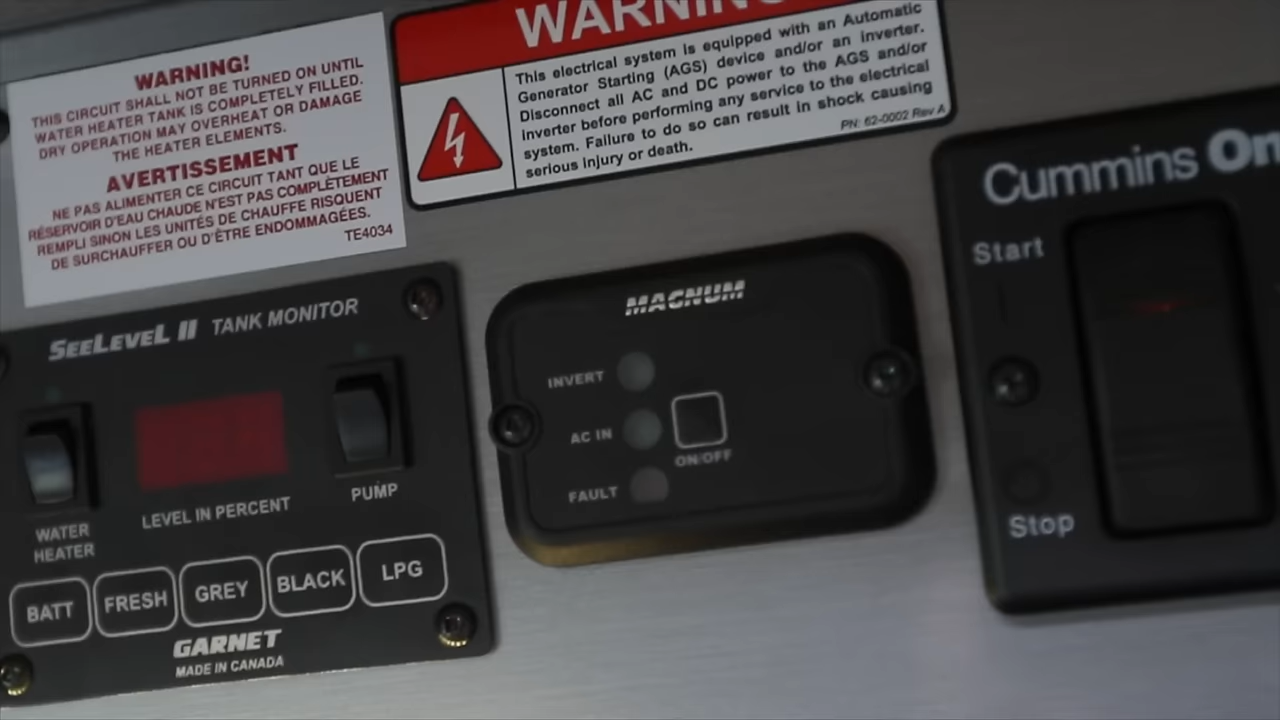 WARNING!
THIS CIRCUIT SHALL NOT BE TURNED ON UNTIL
WATER HEATER TANK IS COMPLETELY FILLED.
DRY OPERATION MAY OVERHEAT OR DAMAGE
THE HEATER ELEMENTS.
AVERTISSEMENT
NE PAS ALIMENTER CE CIRCUIT TANT QUE LE
RÉSERVOIR D'EAU CHAUDE N'EST PAS COMPLÈTEMENT
REMPLI SINON LES UNITÉS DE CHAUFFE RISQUENT
DE SURCHAUFFER OU D'ÊTRE ENDOMMAGÉES.
TE4034
WARNING
This electrical system is equipped with an Automatic
Generator Starting (AGS) device and/or an inverter.
Disconnect all AC and DC power to the AGS and/or
inverter before performing any service to the electrical
system. Failure to do so can result in shock causing
serious injury or death.
PN: 62-0002 Rev A
SEELEVEL II TANK MONITOR
WATER
HEATER
LEVEL IN PERCENT
PUMP
BATT
FRESH
GREY
BLACK
LPG
GARNET
MADE IN CANADA
MAGNUM
INVERT
AC IN
FAULT
ON/OFF
Cummins On
Start
Stop